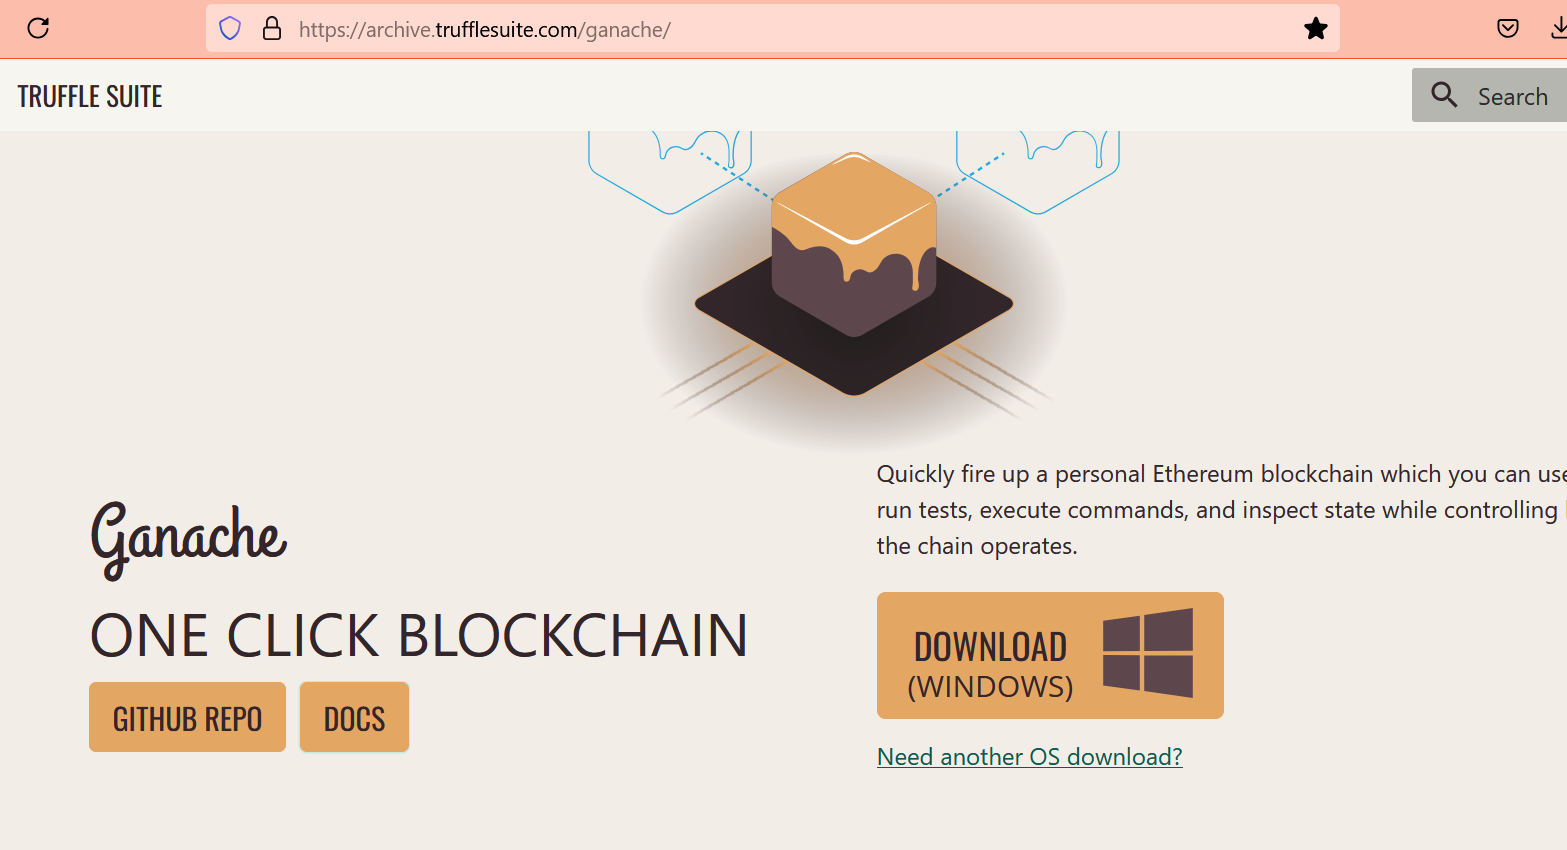 https://archive.trufflesuite.com/ganache/
TRUFFLE SUITE
Search
Quickly fire up a personal Ethereum blockchain which you can use
run tests, execute commands, and inspect state while controlling
the chain operates.
Ganache
ONE CLICK BLOCKCHAIN
GITHUB REPO
DOCS
DOWNLOAD
(WINDOWS)
Need another OS download?